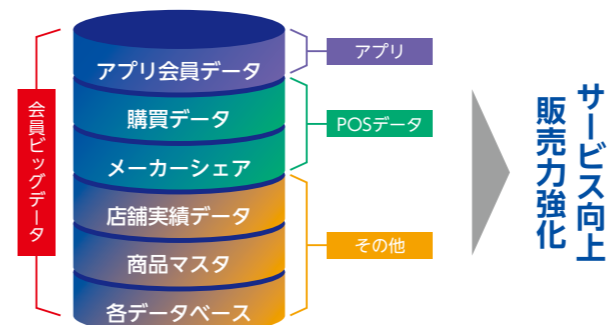 会員ビッグデータ
アプリ会員データ
購買データ
メーカーシェア
店舗実績データ
商品マスタ
各データベース
アプリ
POSデータ
その他
サービス向上
販売力強化